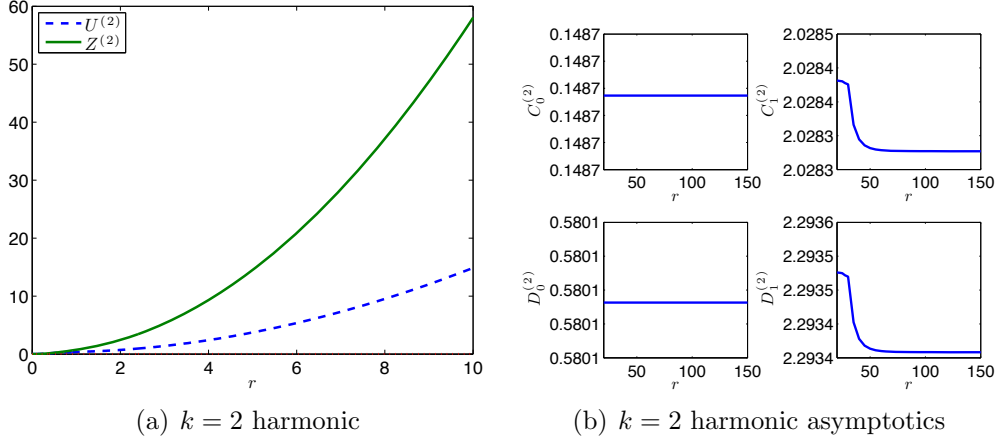 60
50
40
30
20
10
0
U^{(2)}
Z^{(2)}
0 2 4 6 8 10
r
(a) k = 2 harmonic
0.1487
0.1487
0.1487
0.1487
0.1487
0.1487
C_0^{(2)}
50 100 150
r
2.0285
2.0284
2.0284
2.0283
2.0283
C_1^{(2)}
50 100 150
r
0.5801
0.5801
0.5801
0.5801
0.5801
D_0^{(2)}
50 100 150
r
2.2936
2.2935
2.2935
2.2934
2.2934
D_1^{(2)}
50 100 150
r
(b) k = 2 harmonic asymptotics